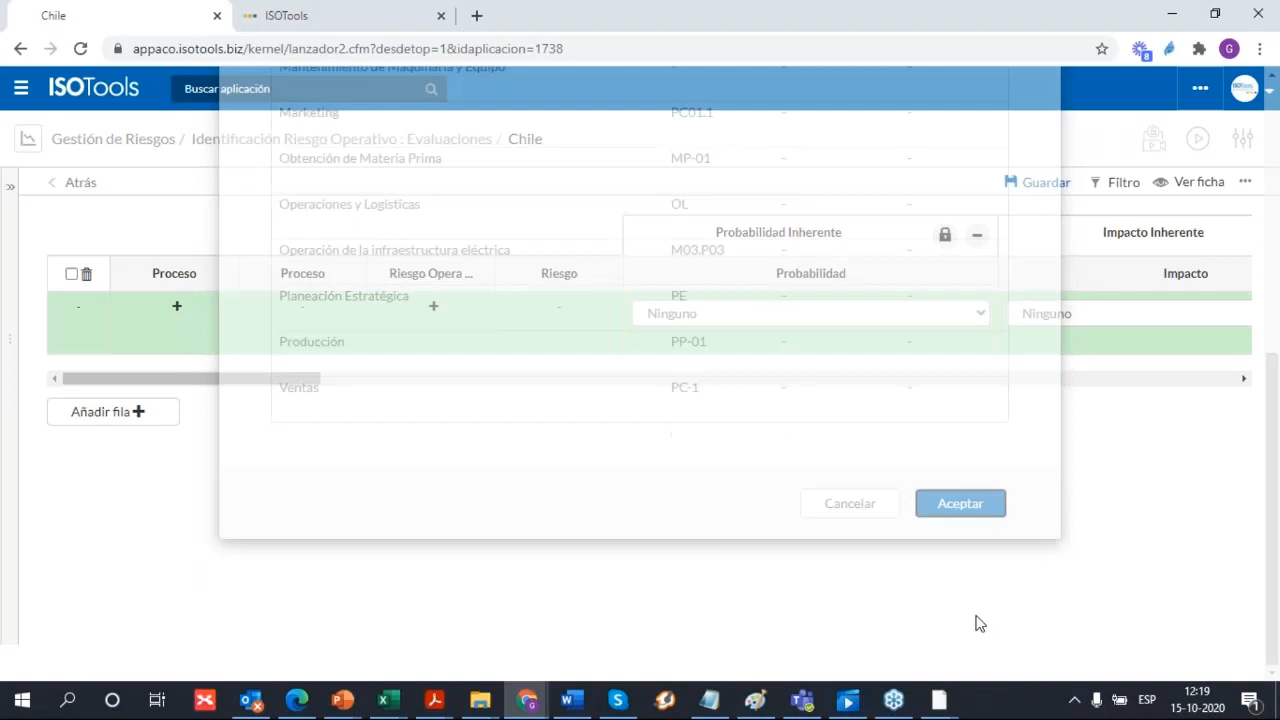 Chile
ISOTools
appaco.isotools.biz/kernel/lanzador2.cfm?desdetop=1&idaplicacion=1738
G
8
ISOTools
Buscar aplicación
Mantenimiento de Maquinaria y Equipo - -
Marketing PC01.1 - -
Gestión de Riesgos / Identificación Riesgo Operativo : Evaluaciones / Chile
Obtención de Materia Prima MP-01 - -
Atrás
Guardar Filtro Ver ficha
Operaciones y Logísticas OL - -
Probabilidad Inherente
Impacto Inherente
Operación de la infraestructura eléctrica M03.P03 - -
Proceso Proceso Riesgo Opera ... Riesgo Probabilidad Impacto
Planeación Estratégica PE - -
- + - + - Ninguno Ninguno
Producción PP-01 - -
Ventas PC-1 - -
Añadir fila
Cancelar Aceptar
ESP
12:19
15-10-2020
1